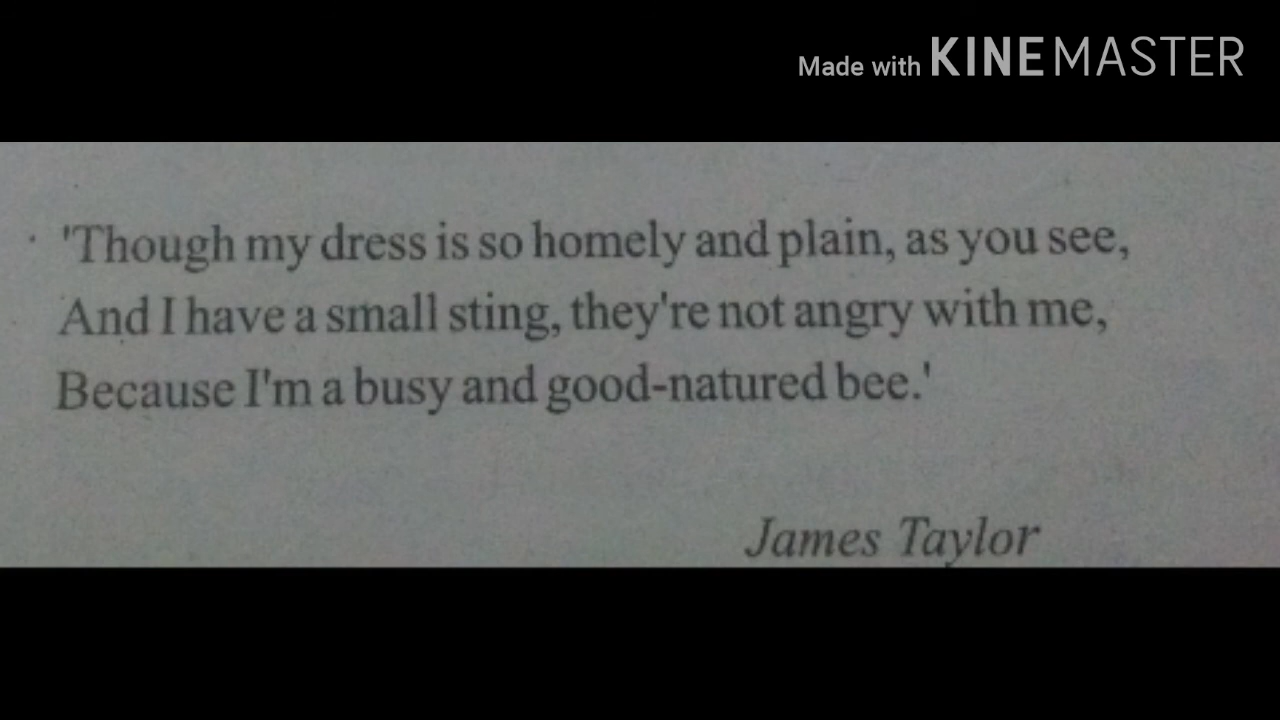 Made with KINEMASTER
'Though my dress is so homely and plain, as you see,
And I have a small sting, they're not angry with me,
Because I'm a busy and good-natured bee.'
James Taylor